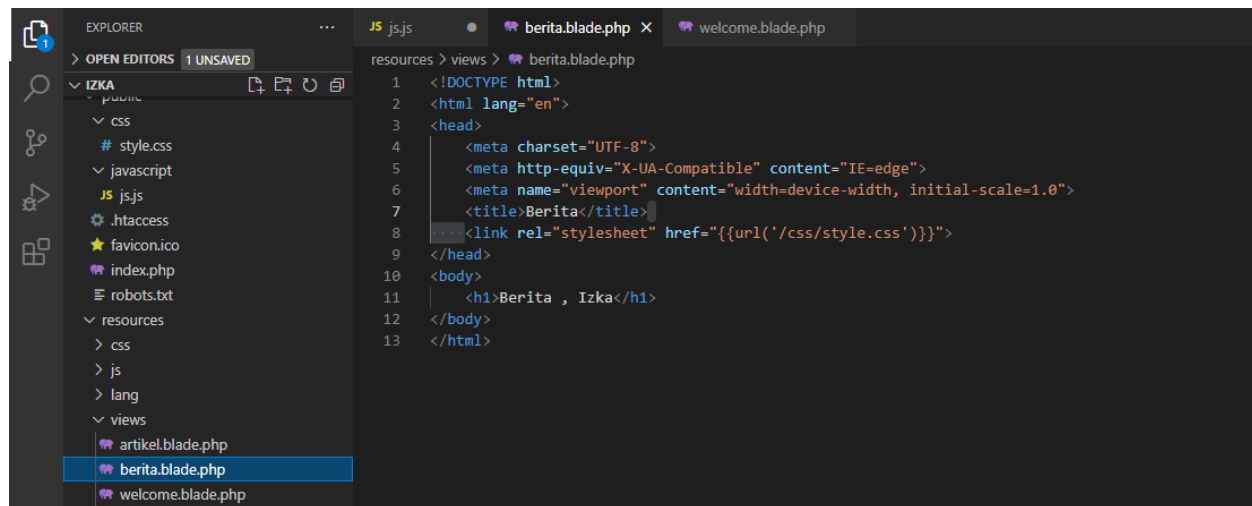 EXPLORER ···
OPEN EDITORS 1 UNSAVED
IZKA
public
css
# style.css
javascript
JS js.js
.htaccess
favicon.ico
index.php
robots.txt
resources
css
js
lang
views
artikel.blade.php
berita.blade.php
welcome.blade.php
1
JS js.js ● berita.blade.php × welcome.blade.php
resources > views > berita.blade.php
1 <!DOCTYPE html>
2 <html lang="en">
3 <head>
4 <meta charset="UTF-8">
5 <meta http-equiv="X-UA-Compatible" content="IE=edge">
6 <meta name="viewport" content="width=device-width, initial-scale=1.0">
7 <title>Berita</title>
8 ····<link rel="stylesheet" href="{{url('/css/style.css')}}">
9 </head>
10 <body>
11 <h1>Berita , Izka</h1>
12 </body>
13 </html>